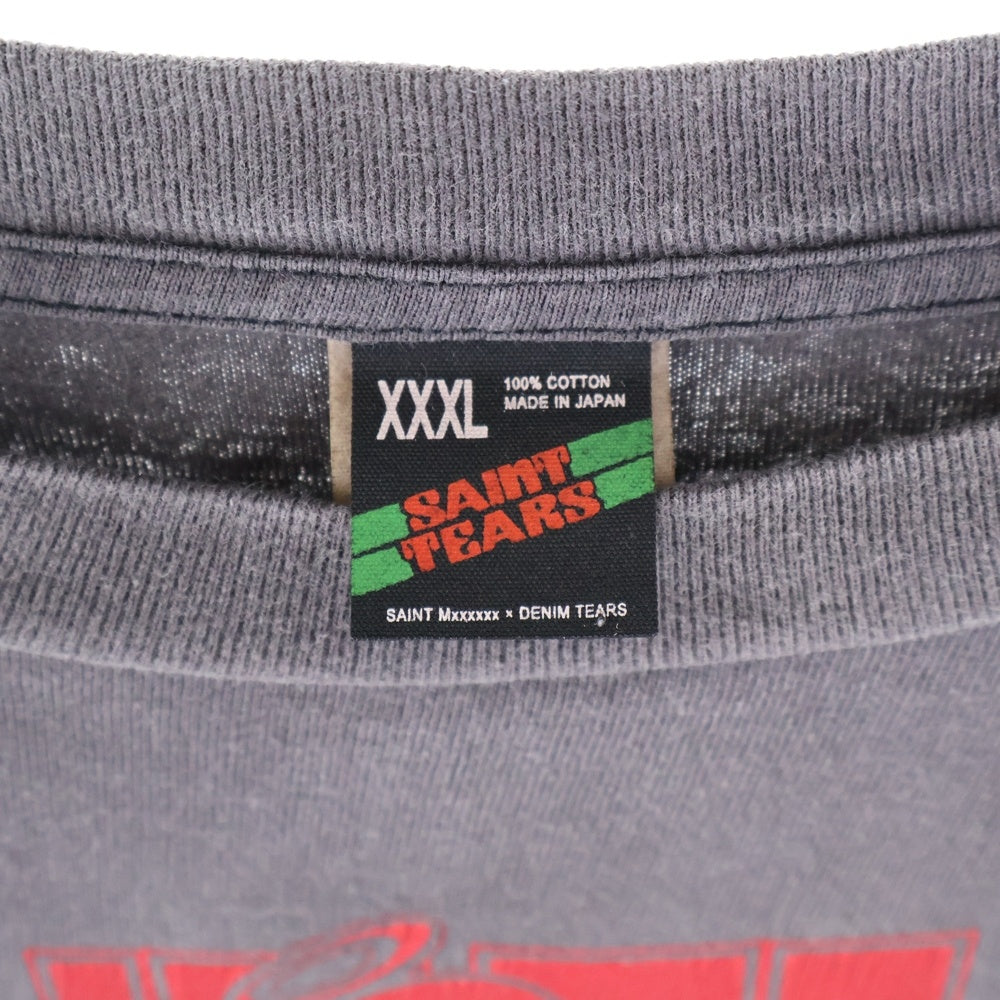 XXXL
100% COTTON
MADE IN JAPAN
SAINT
TEARS
SAINT Mxxxxxx × DENIM TEARS